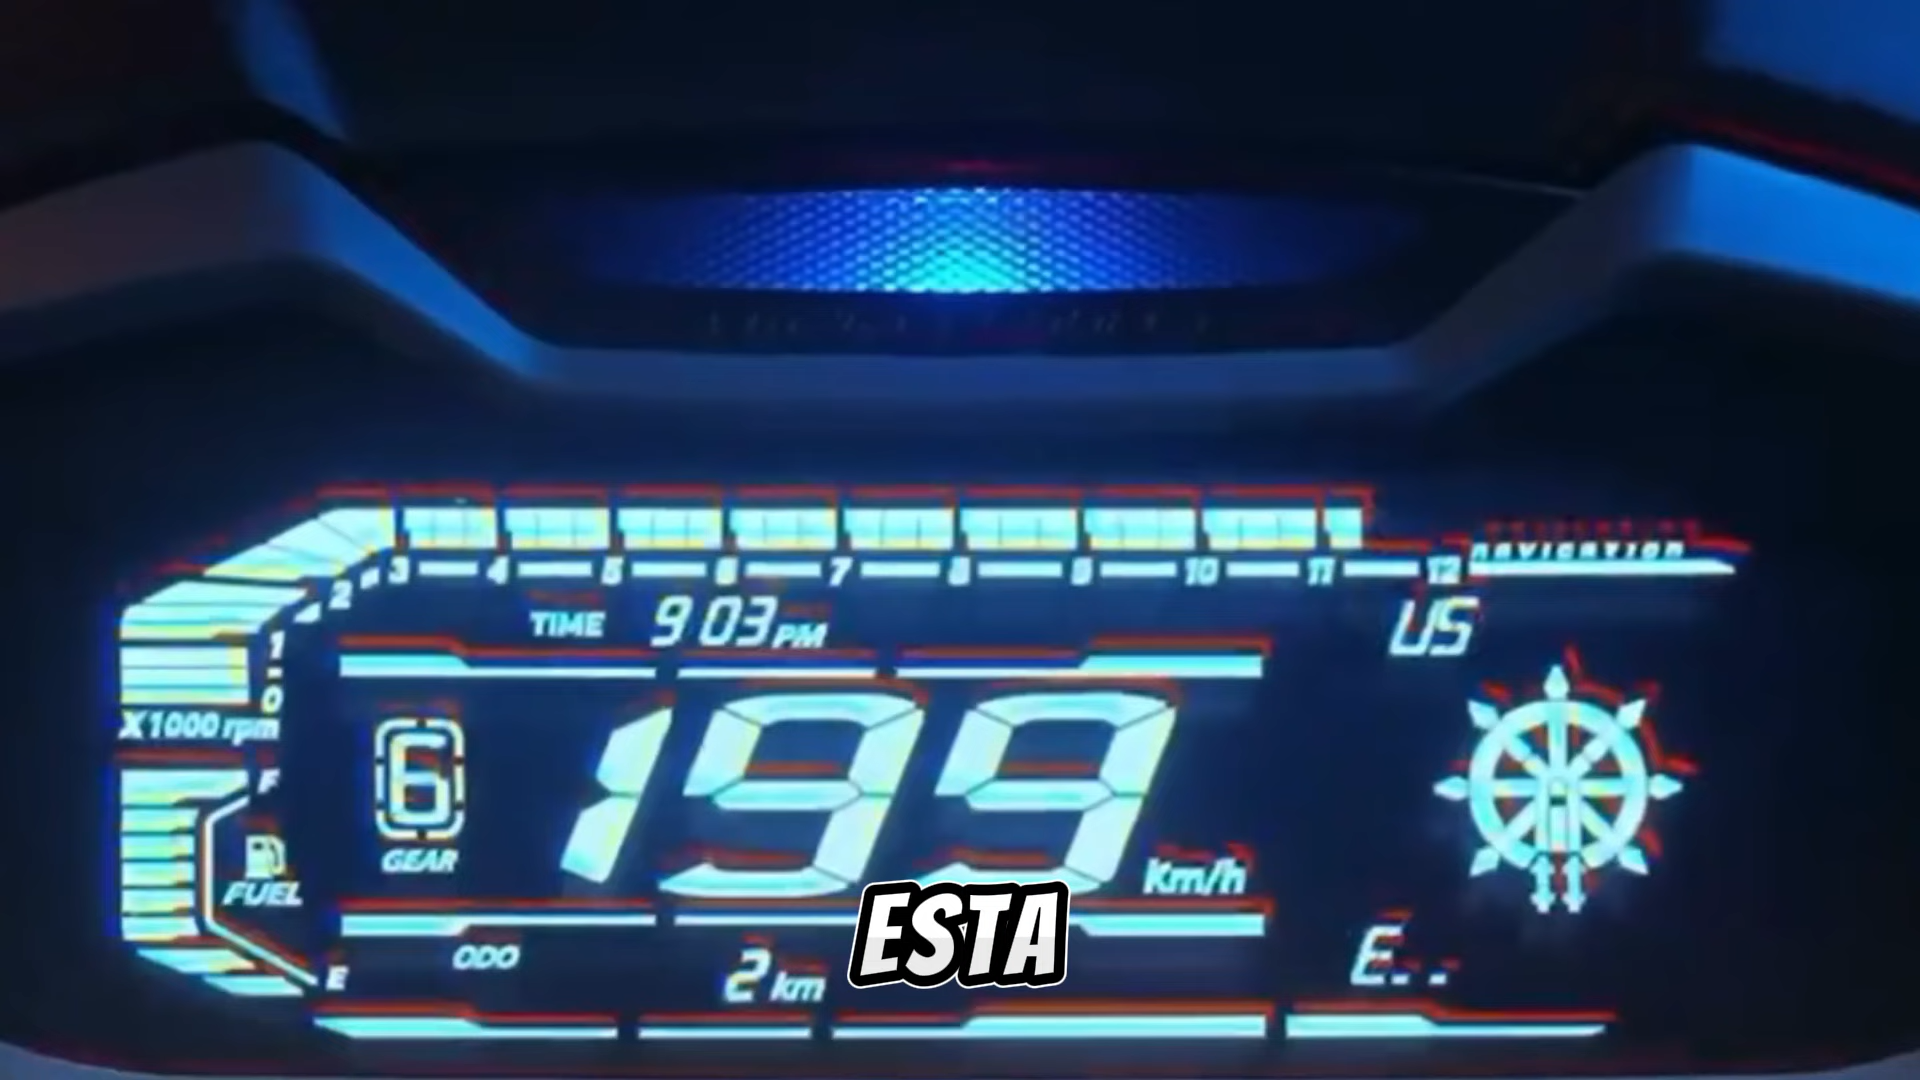 3 4 5 6 7 8 9 10 11 12
NAVIGATION
2
1
0
TIME 9 03 PM
US
X1000 rpm
F
6
GEAR
199 Km/h
FUEL
E
ODO
2 km
ESTA
E..